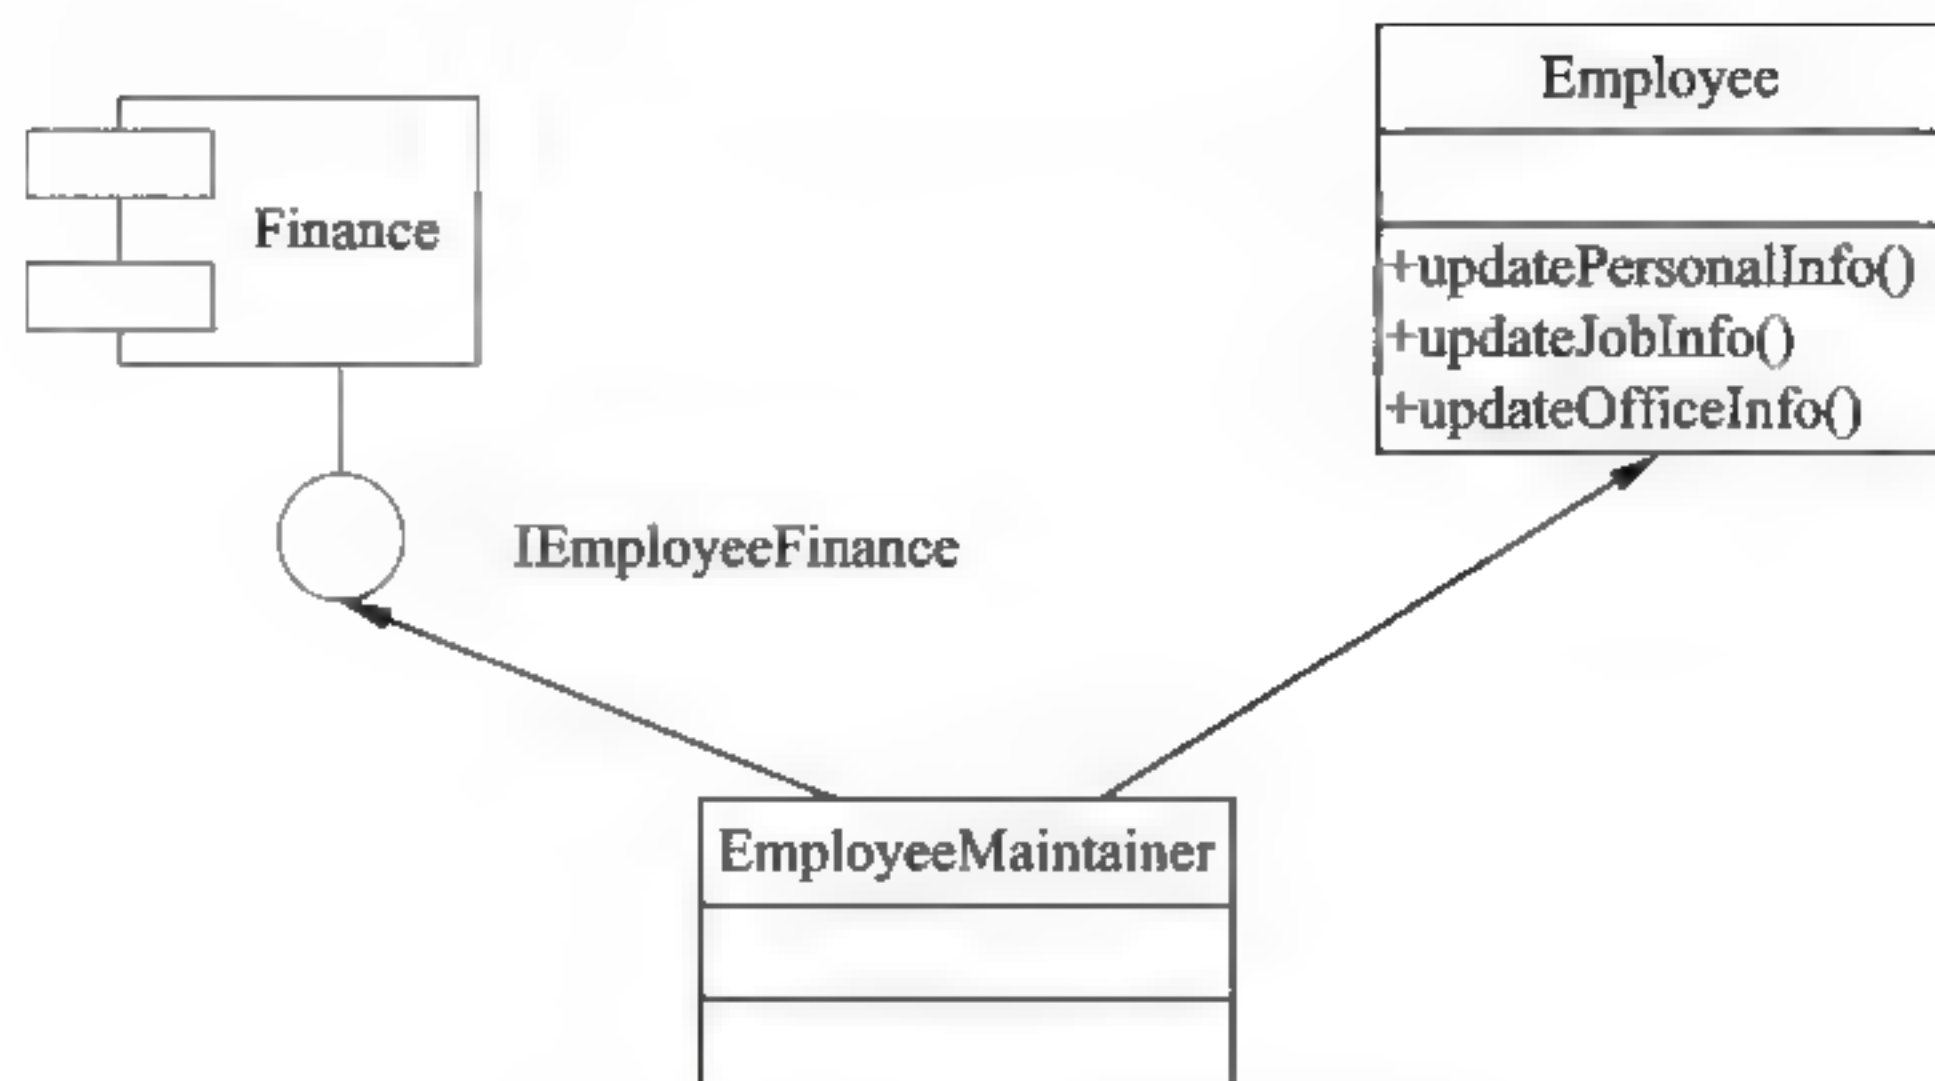 Employee
Finance
+updatePersonalInfo()
+updateJobInfo()
+updateOfficeInfo()
IEmployeeFinance
EmployeeMaintainer